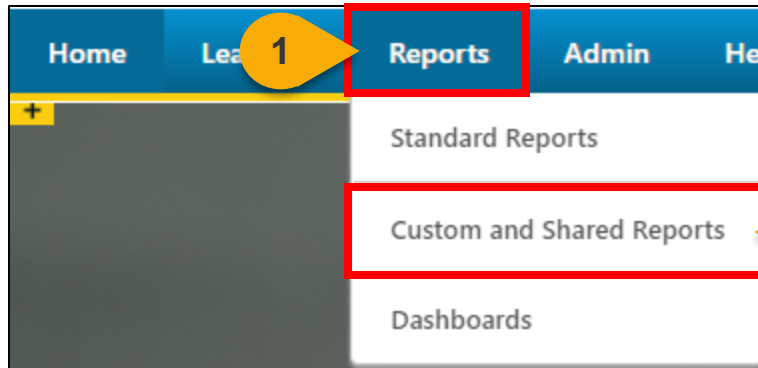 Home 1 Reports Admin
+
Standard Reports
Custom and Shared Reports
Dashboards